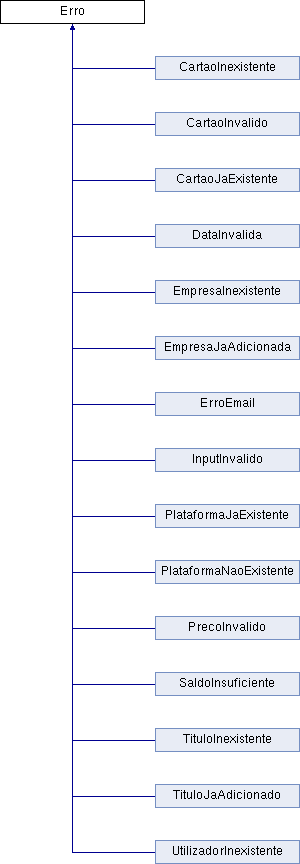 Erro
CartaoInexistente
CartaoInvalido
CartaoJaExistente
DataInvalida
EmpresaInexistente
EmpresaJaAdicionada
ErroEmail
InputInvalido
PlataformaJaExistente
PlataformaNaoExistente
PrecoInvalido
SaldoInsuficiente
TituloInexistente
TituloJaAdicionado
UtilizadorInexistente